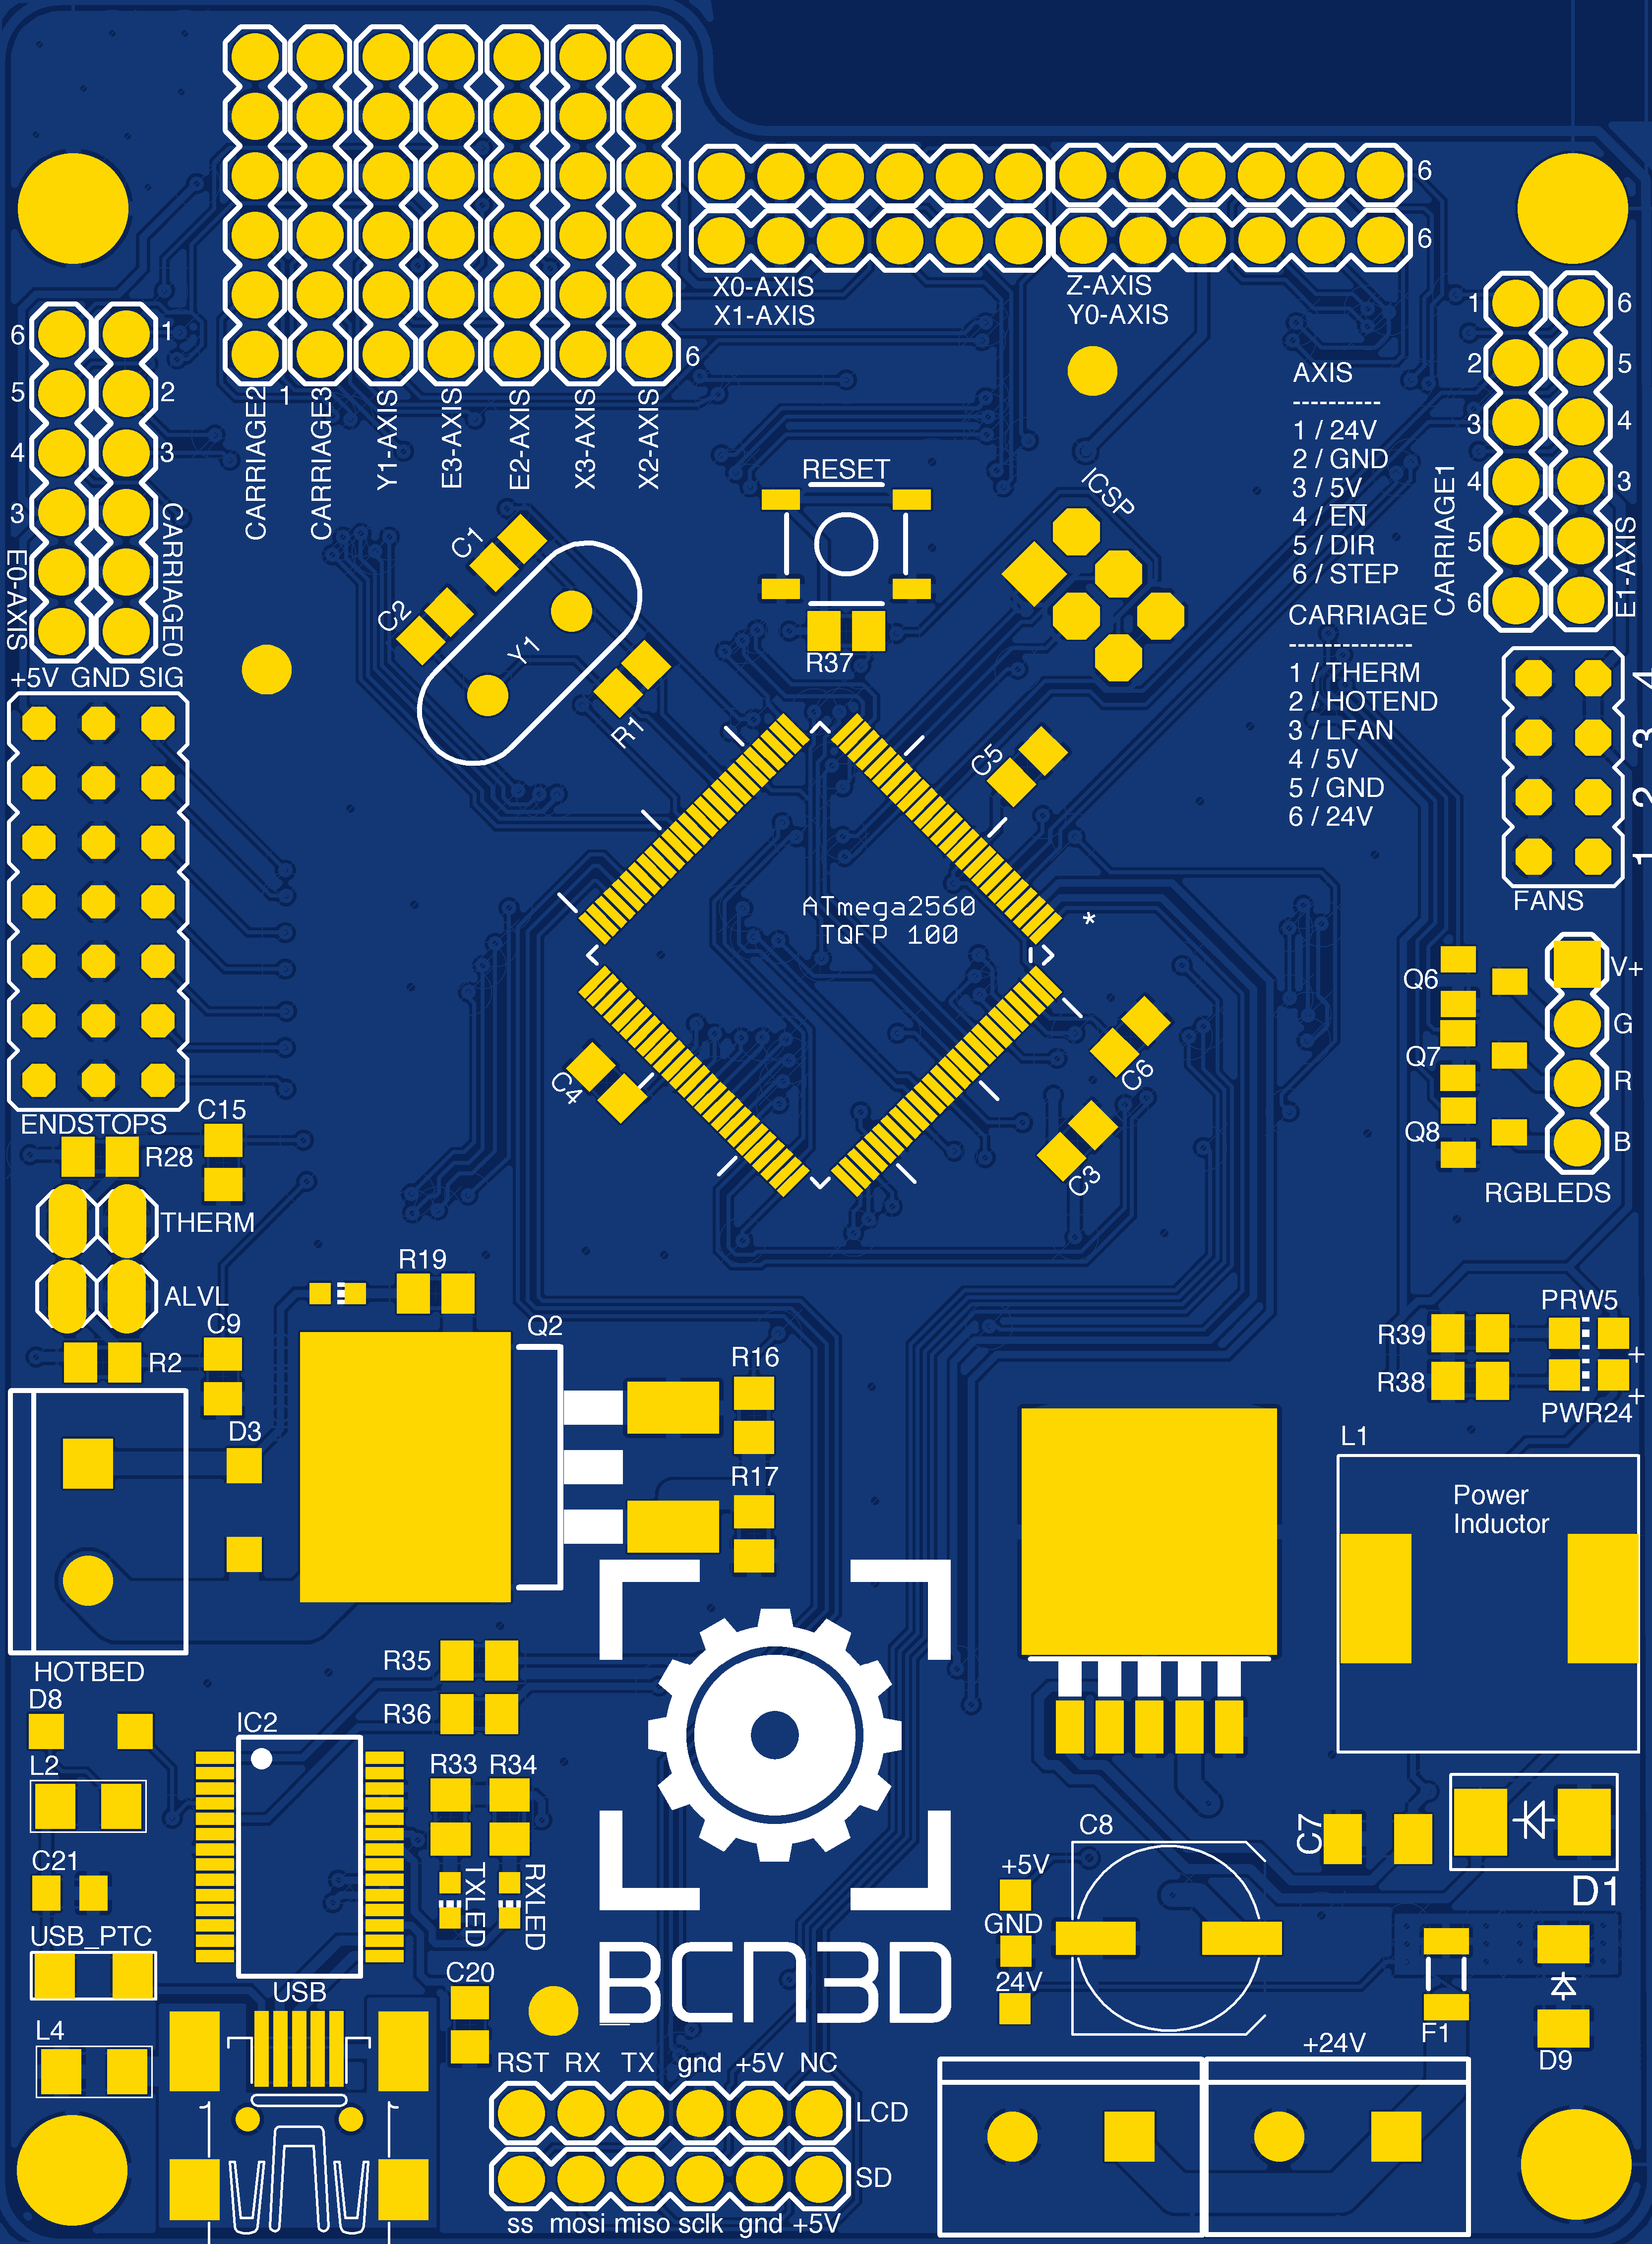 6
6
X0-AXIS
X1-AXIS
Z-AXIS
Y0-AXIS
6
5
4
3
E0-AXIS
1
2
3
CARRIAGE0
6
CARRIAGE2
1
CARRIAGE3
Y1-AXIS
E3-AXIS
E2-AXIS
X3-AXIS
X2-AXIS
AXIS
----------
1 / 24V
2 / GND
3 / 5V
4 / EN
5 / DIR
6 / STEP
CARRIAGE
--------------
1 / THERM
2 / HOTEND
3 / LFAN
4 / 5V
5 / GND
6 / 24V
1
2
3
4
5
6
CARRIAGE1
6
5
4
3
E1-AXIS
RESET
ICSP
C1
C2
Y1
R1
R37
C5
+5V GND SIG
4
3
2
1
FANS
ATmega2560
TQFP 100
*
V+
G
R
B
Q6
Q7
Q8
RGBLEDS
C4
C6
C3
ENDSTOPS
C15
R28
THERM
ALVL
C9
R2
R19
Q2
R16
R17
D3
PRW5
R39
+
R38
+
PWR24
L1
Power
Inductor
HOTBED
D8
R35
R36
IC2
L2
R33 R34
C21
TXLED
RXLED
USB_PTC
C20
USB
L4
BCN3D
C8
C7
D1
+5V
GND
24V
F1
D9
+24V
RST RX TX gnd +5V NC
LCD
SD
ss mosi miso sclk gnd +5V